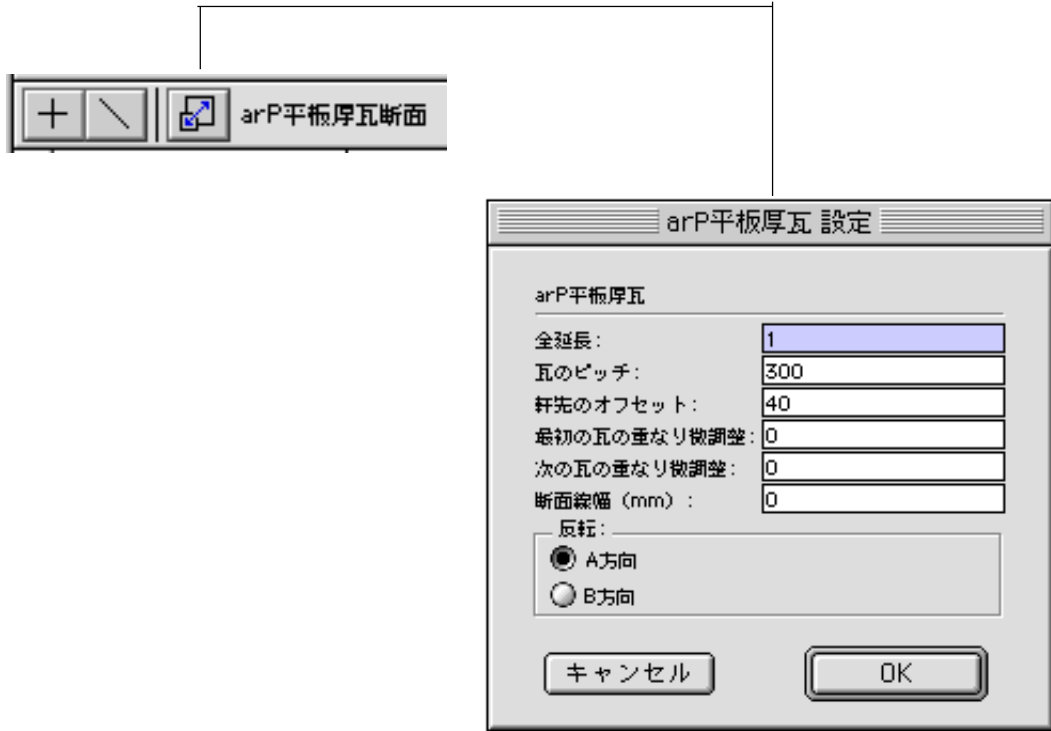 arP平板厚瓦断面
arP平板厚瓦 設定
arP平板厚瓦
全延長: 1
瓦のピッチ: 300
軒先のオフセット: 40
最初の瓦の重なり微調整: 0
次の瓦の重なり微調整: 0
断面線幅（mm）: 0
反転:
A方向
B方向
キャンセル OK